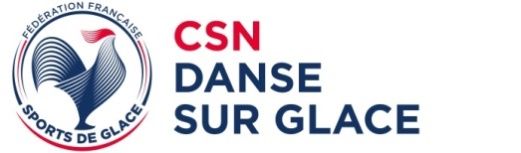 FÉDÉRATION FRANÇAISE
SPORTS DE GLACE
CSN
DANSE
SUR GLACE